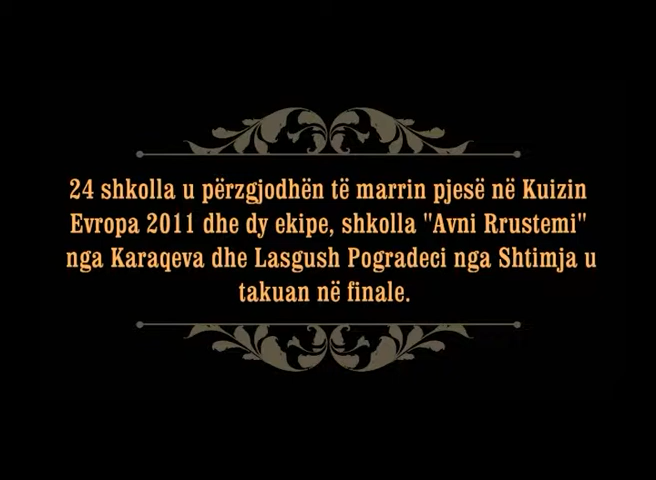 24 shkolla u përzgjodhën të marrin pjesë në Kuizin
Evropa 2011 dhe dy ekipe, shkolla "Avni Rrustemi"
nga Karaqeva dhe Lasgush Pogradeci nga Shtimja u
takuan në finale.